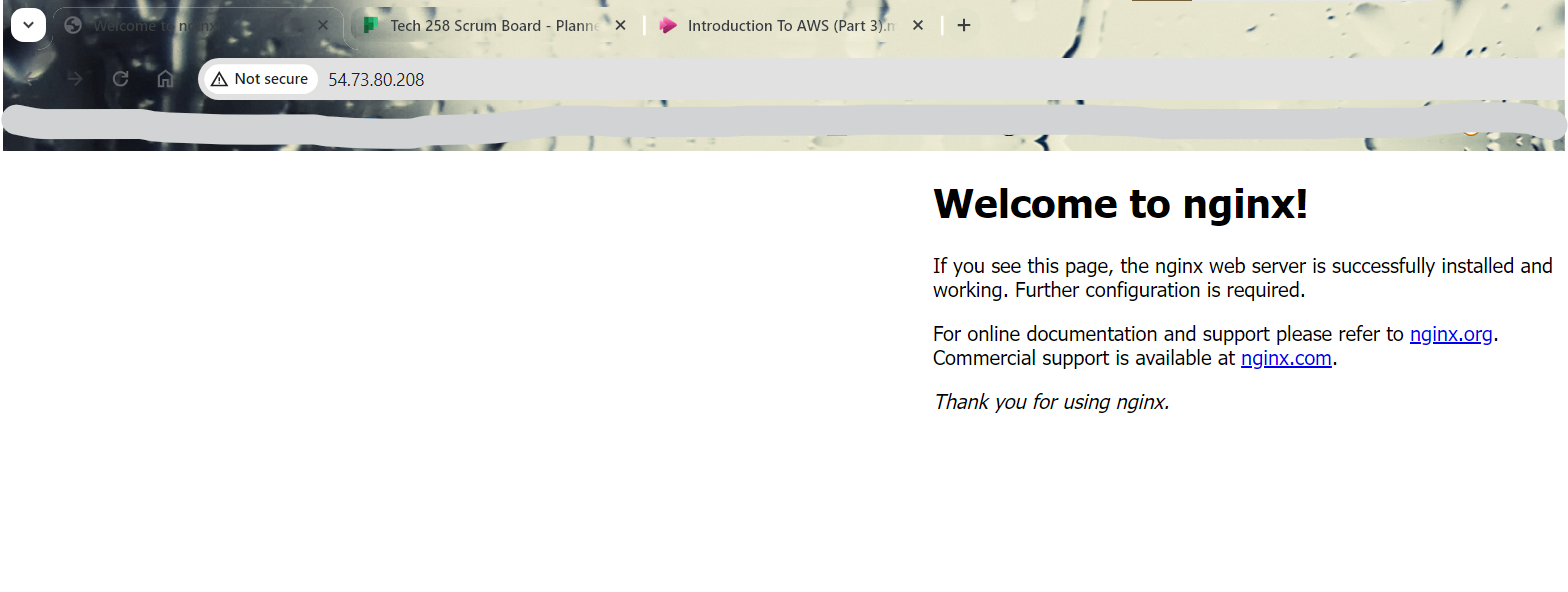 Welcome to nginx
Tech 258 Scrum Board - Planne
Introduction To AWS (Part 3).m
Not secure
54.73.80.208
Welcome to nginx!
If you see this page, the nginx web server is successfully installed and
working. Further configuration is required.
For online documentation and support please refer to nginx.org.
Commercial support is available at nginx.com.
Thank you for using nginx.